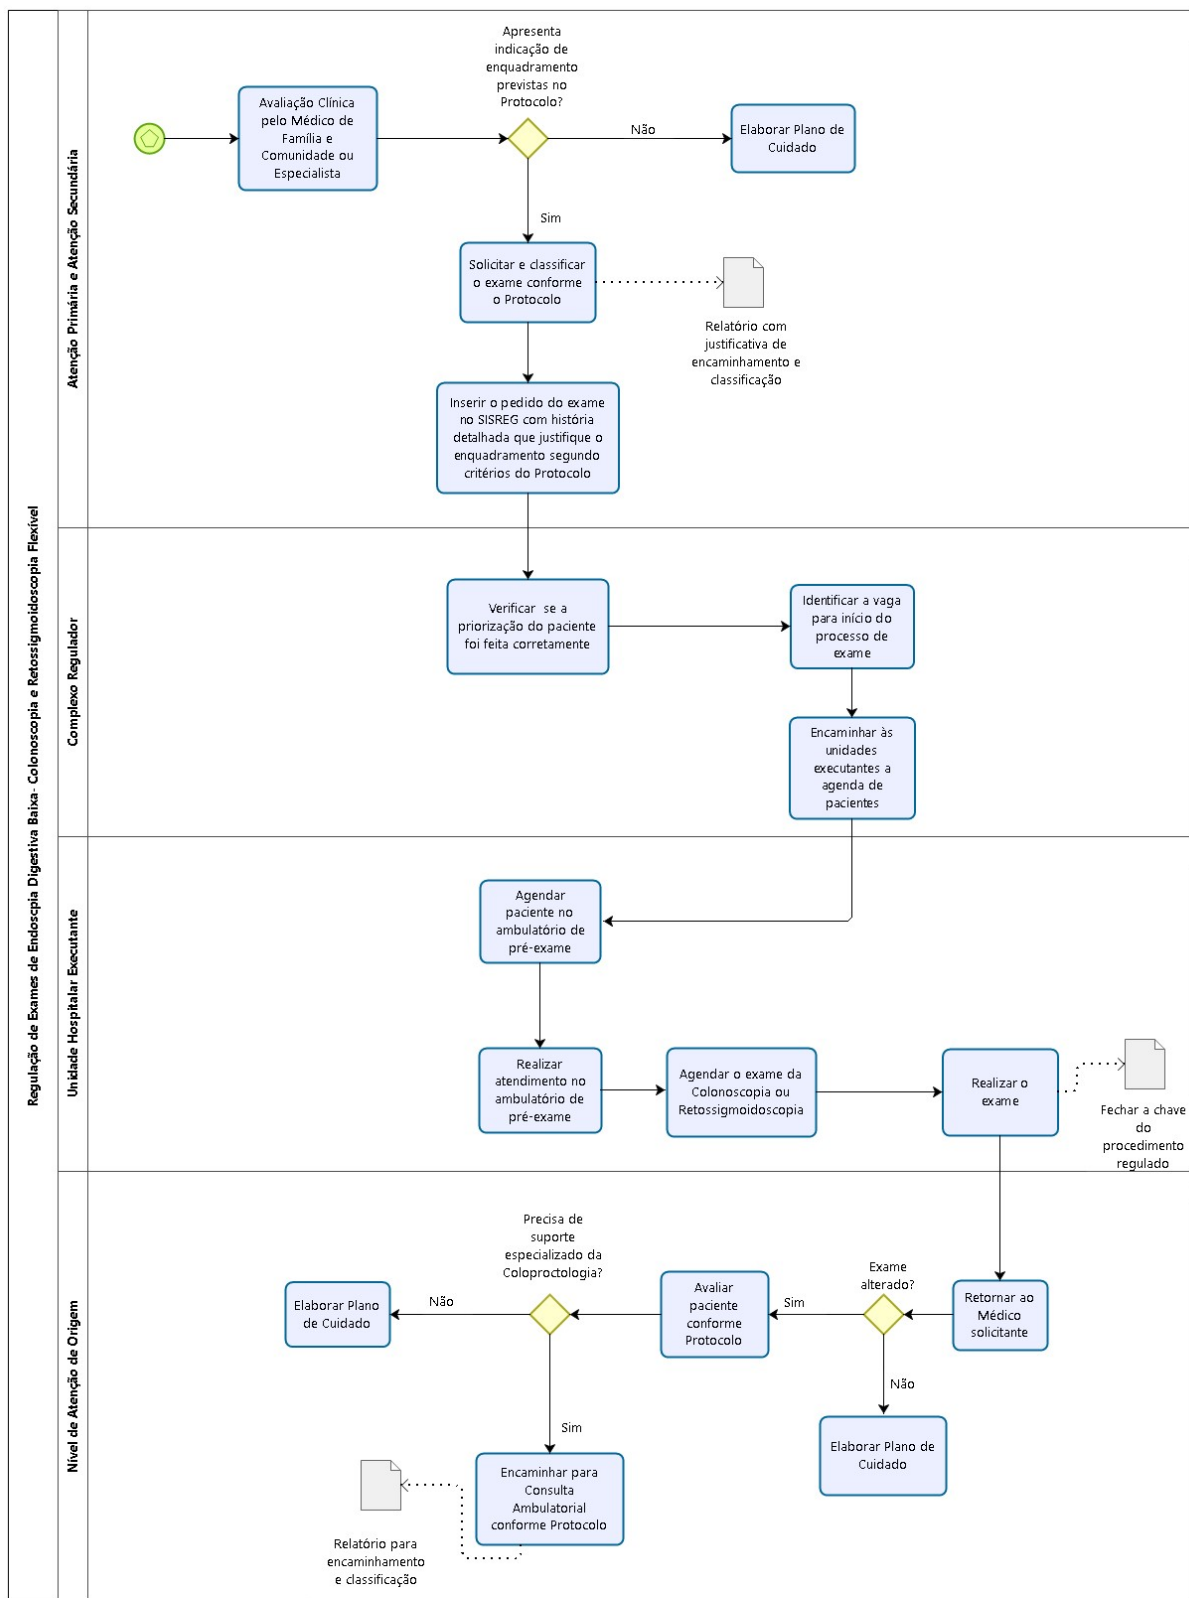 Regulação de Exames de Endoscpia Digestiva Baixa- Colonoscopia e Retossigmoidoscopia Flexível
Atenção Primária e Atenção Secundária
Apresenta
indicação de
enquadramento
previstas no
Protocolo?
Avaliação Clínica
pelo Médico de
Família e
Comunidade ou
Especialista
Não
Elaborar Plano de
Cuidado
Sim
Solicitar e classificar
o exame conforme
o Protocolo
Relatório com
justificativa de
encaminhamento e
classificação
Inserir o pedido do exame
no SISREG com história
detalhada que justifique o
enquadramento segundo
critérios do Protocolo
Complexo Regulador
Verificar se a
priorização do paciente
foi feita corretamente
Identificar a vaga
para início do
processo de
exame
Encaminhar às
unidades
executantes a
agenda de
pacientes
Unidade Hospitalar Executante
Agendar
paciente no
ambulatório de
pré-exame
Realizar
atendimento no
ambulatório de
pré-exame
Agendar o exame da
Colonoscopia ou
Retossigmoidoscopia
Realizar o
exame
Fechar a chave
do
procedimento
regulado
Nível de Atenção de Origem
Retornar ao
Médico
solicitante
Exame
alterado?
Sim
Não
Elaborar Plano de
Cuidado
Avaliar
paciente
conforme
Protocolo
Precisa de
suporte
especializado da
Coloproctologia?
Não
Elaborar Plano
de Cuidado
Sim
Encaminhar para
Consulta
Ambulatorial
conforme Protocolo
Relatório para
encaminhamento
e classificação